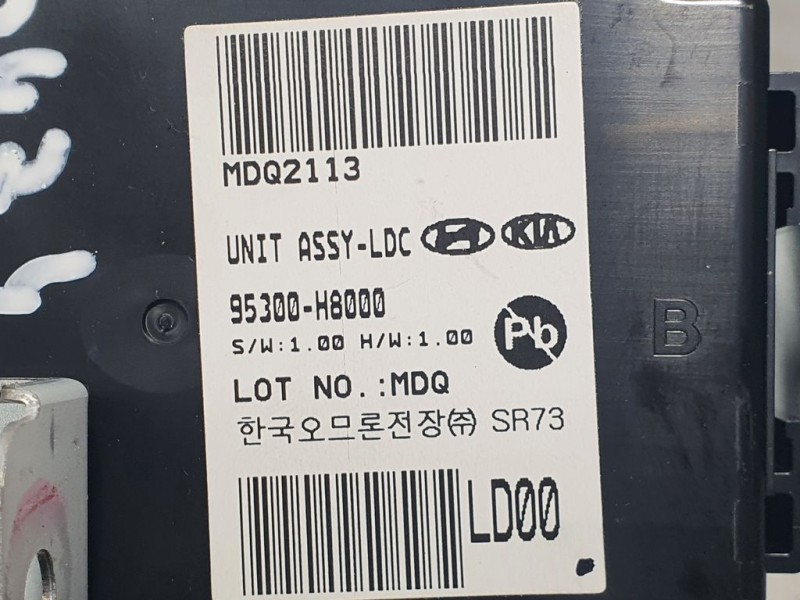 MDQ2113
UNIT ASSY-LDC KIA
95300-H8000
S/W:1.00 H/W:1.00 Pb
LOT NO.:MDQ
한국오므론전장㈜ SR73
LD00
B